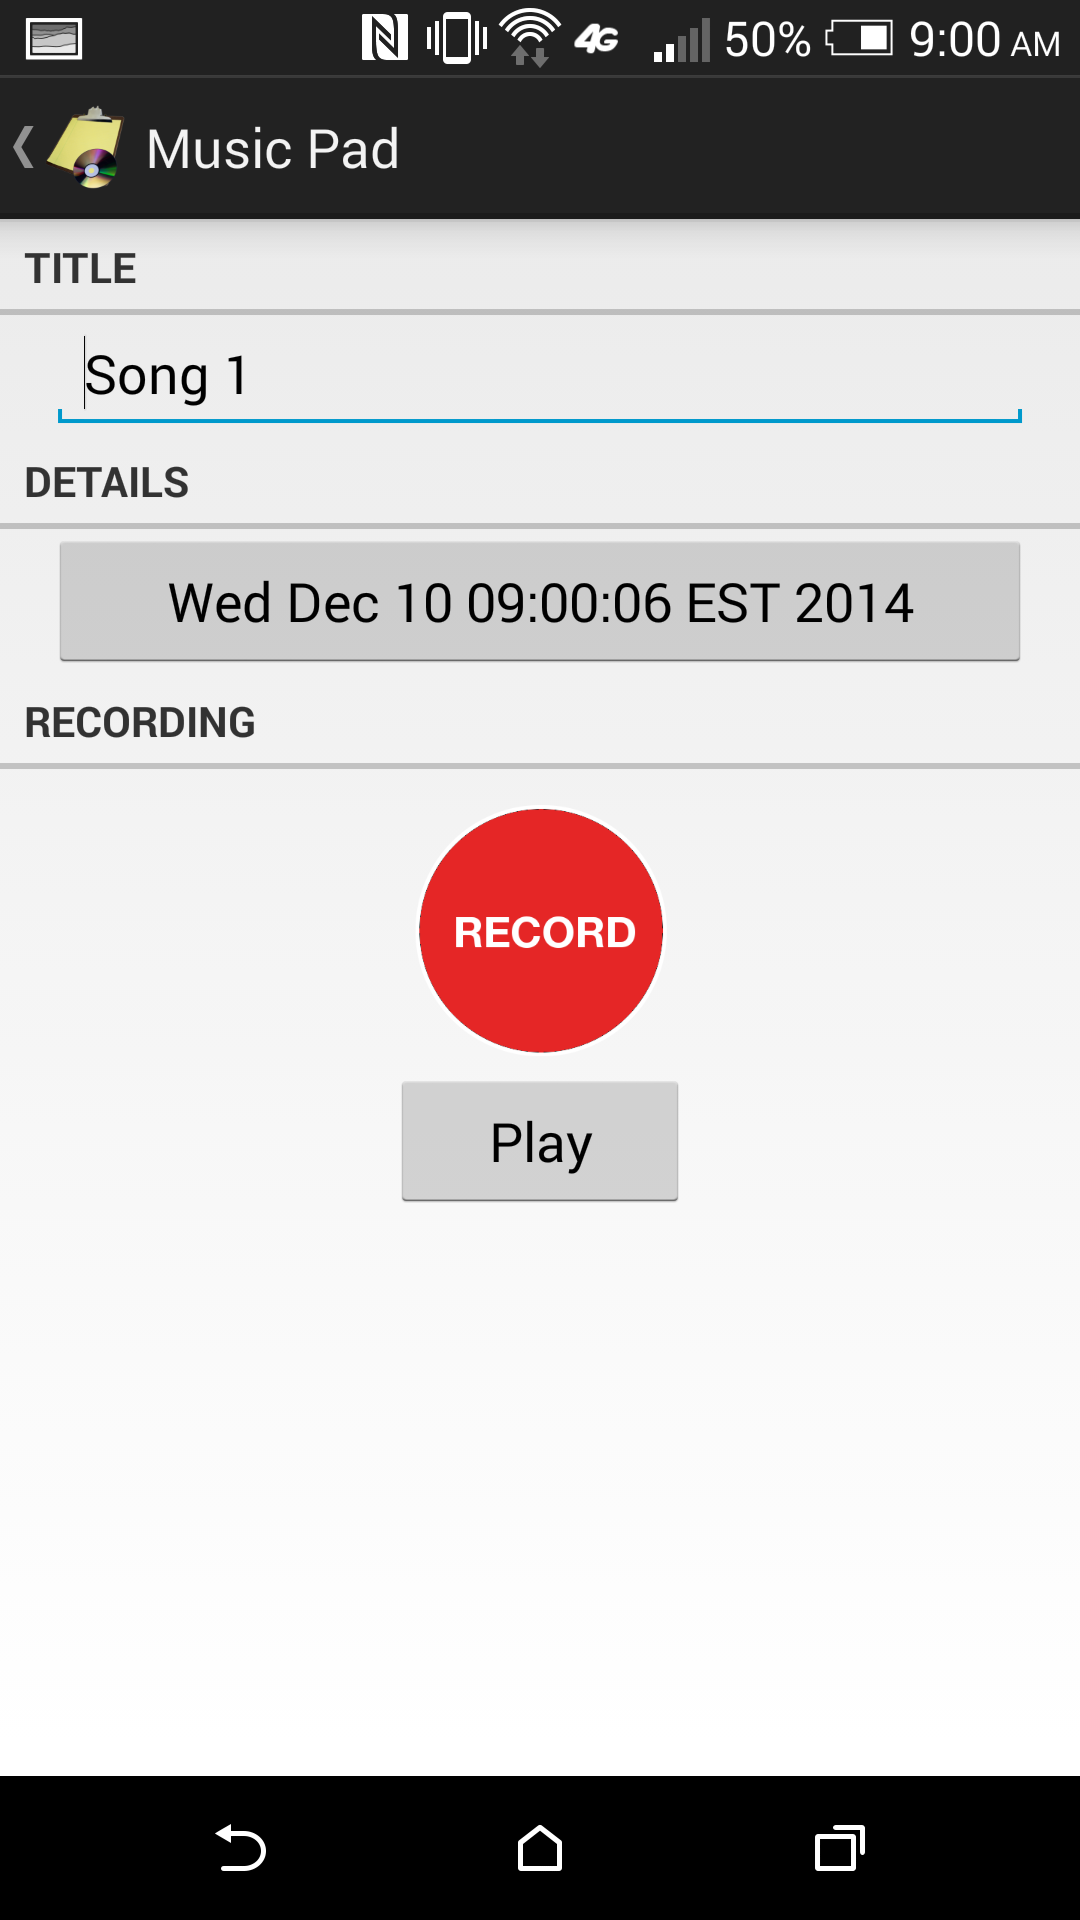 4G 50% 9:00 AM
Music Pad
TITLE
Song 1
DETAILS
Wed Dec 10 09:00:06 EST 2014
RECORDING
RECORD
Play